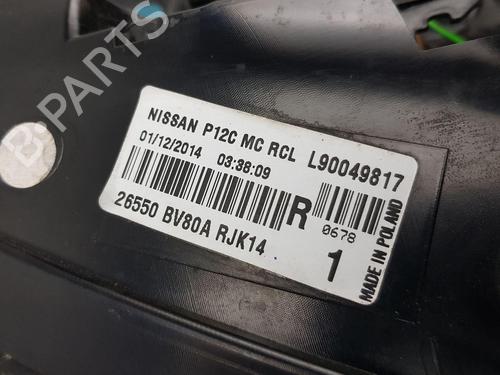 NISSAN P12C MC RCL L90049817
01/12/2014 03:38:09
R
0678
26550 BV80A RJK14
1
MADE IN POLAND
B-PARTS